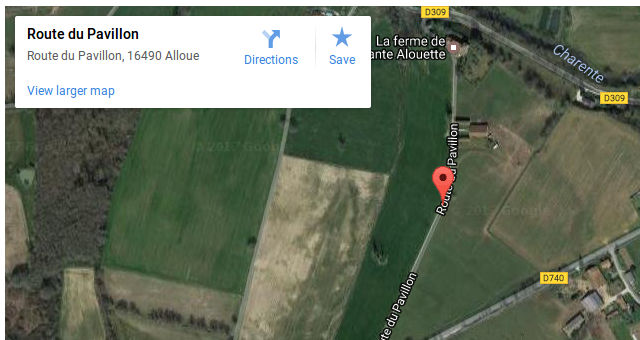 Route du Pavillon
Route du Pavillon, 16490 Alloue
Directions
Save
View larger map
D309
La ferme de
ante Alouette
Charente
D309
Route du Pavillon
D740
te du Pavillon